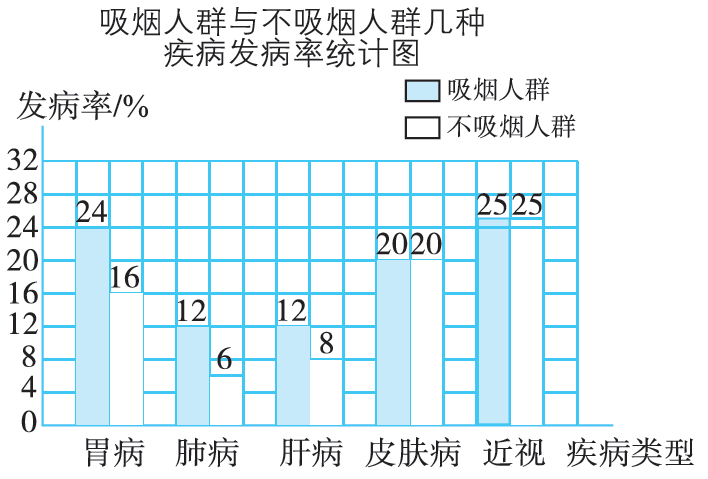 吸烟人群与不吸烟人群几种
疾病发病率统计图
吸烟人群
不吸烟人群
发病率/%
32
28
24
20
16
12
8
4
0
24
16
12
6
12
8
20
20
25
25
胃病
肺病
肝病
皮肤病
近视
疾病类型